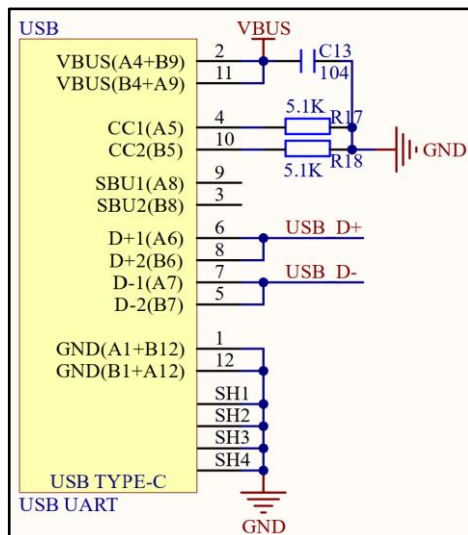 USB
VBUS
VBUS(A4+B9) 2
VBUS(B4+A9) 11
C13
104
CC1(A5) 4 5.1K R17
CC2(B5) 10 5.1K R18
GND
SBU1(A8) 9
SBU2(B8) 3
D+1(A6) 6 USB D+
D+2(B6) 8
D-1(A7) 7 USB D-
D-2(B7) 5
GND(A1+B12) 1
GND(B1+A12) 12
SH1
SH2
SH3
SH4
USB TYPE-C
USB UART
GND